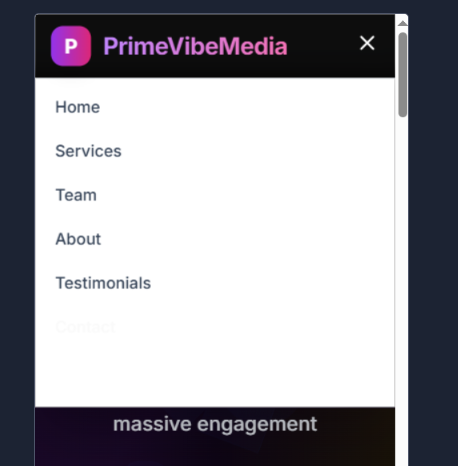 P PrimeVibeMedia
Home
Services
Team
About
Testimonials
Contact
massive engagement